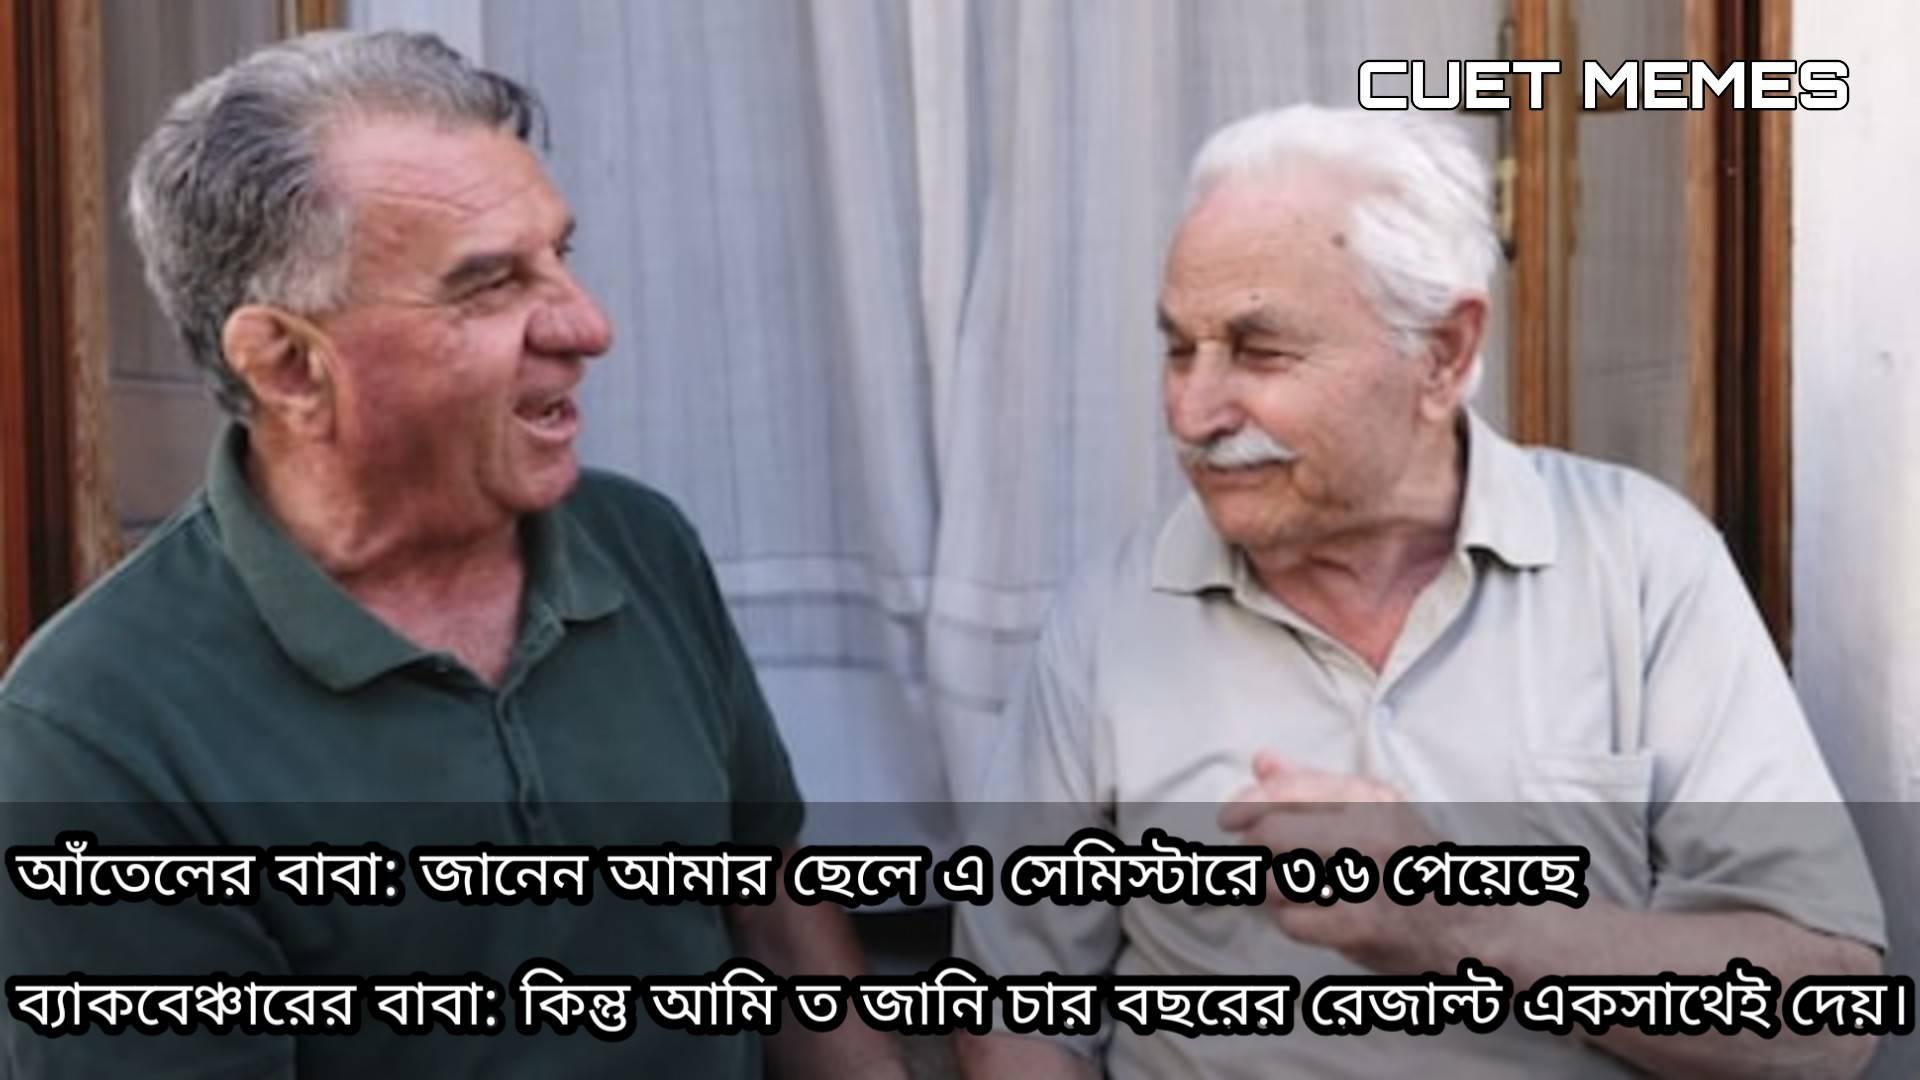 CUET MEMES
আঁতেলের বাবা: জানেন আমার ছেলে এ সেমিস্টারে ৩.৬ পেয়েছে
ব্যাকবেঞ্চারের বাবা: কিন্তু আমি ত জানি চার বছরের রেজাল্ট একসাথেই দেয়।